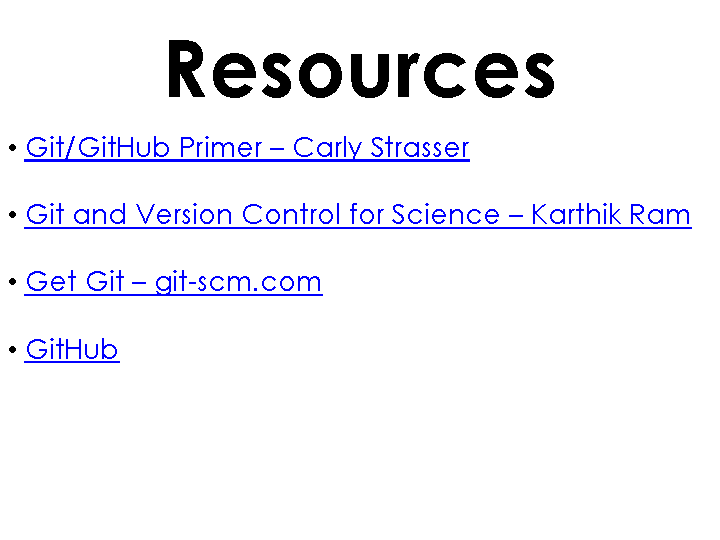 Resources
• Git/GitHub Primer – Carly Strasser
• Git and Version Control for Science – Karthik Ram
• Get Git – git-scm.com
• GitHub